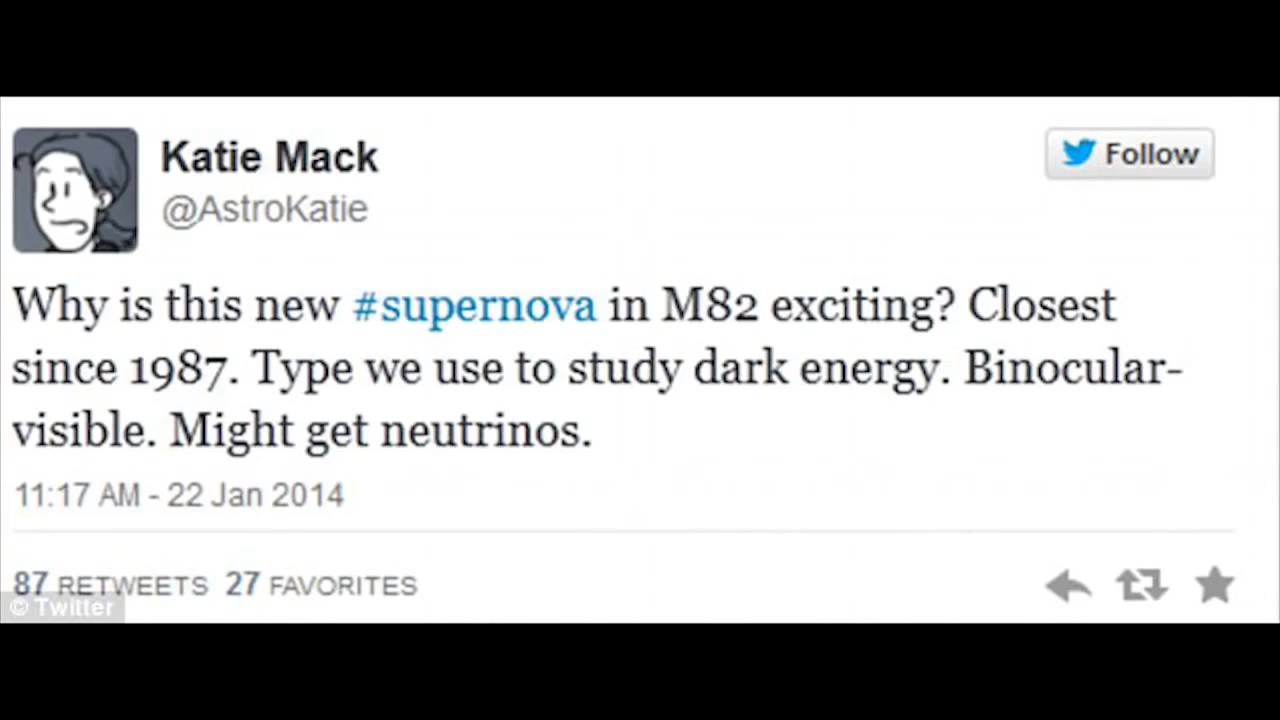 Katie Mack
@AstroKatie
Follow
Why is this new #supernova in M82 exciting? Closest
since 1987. Type we use to study dark energy. Binocular-
visible. Might get neutrinos.
11:17 AM - 22 Jan 2014
87 RETWEETS 27 FAVORITES
© Twitter